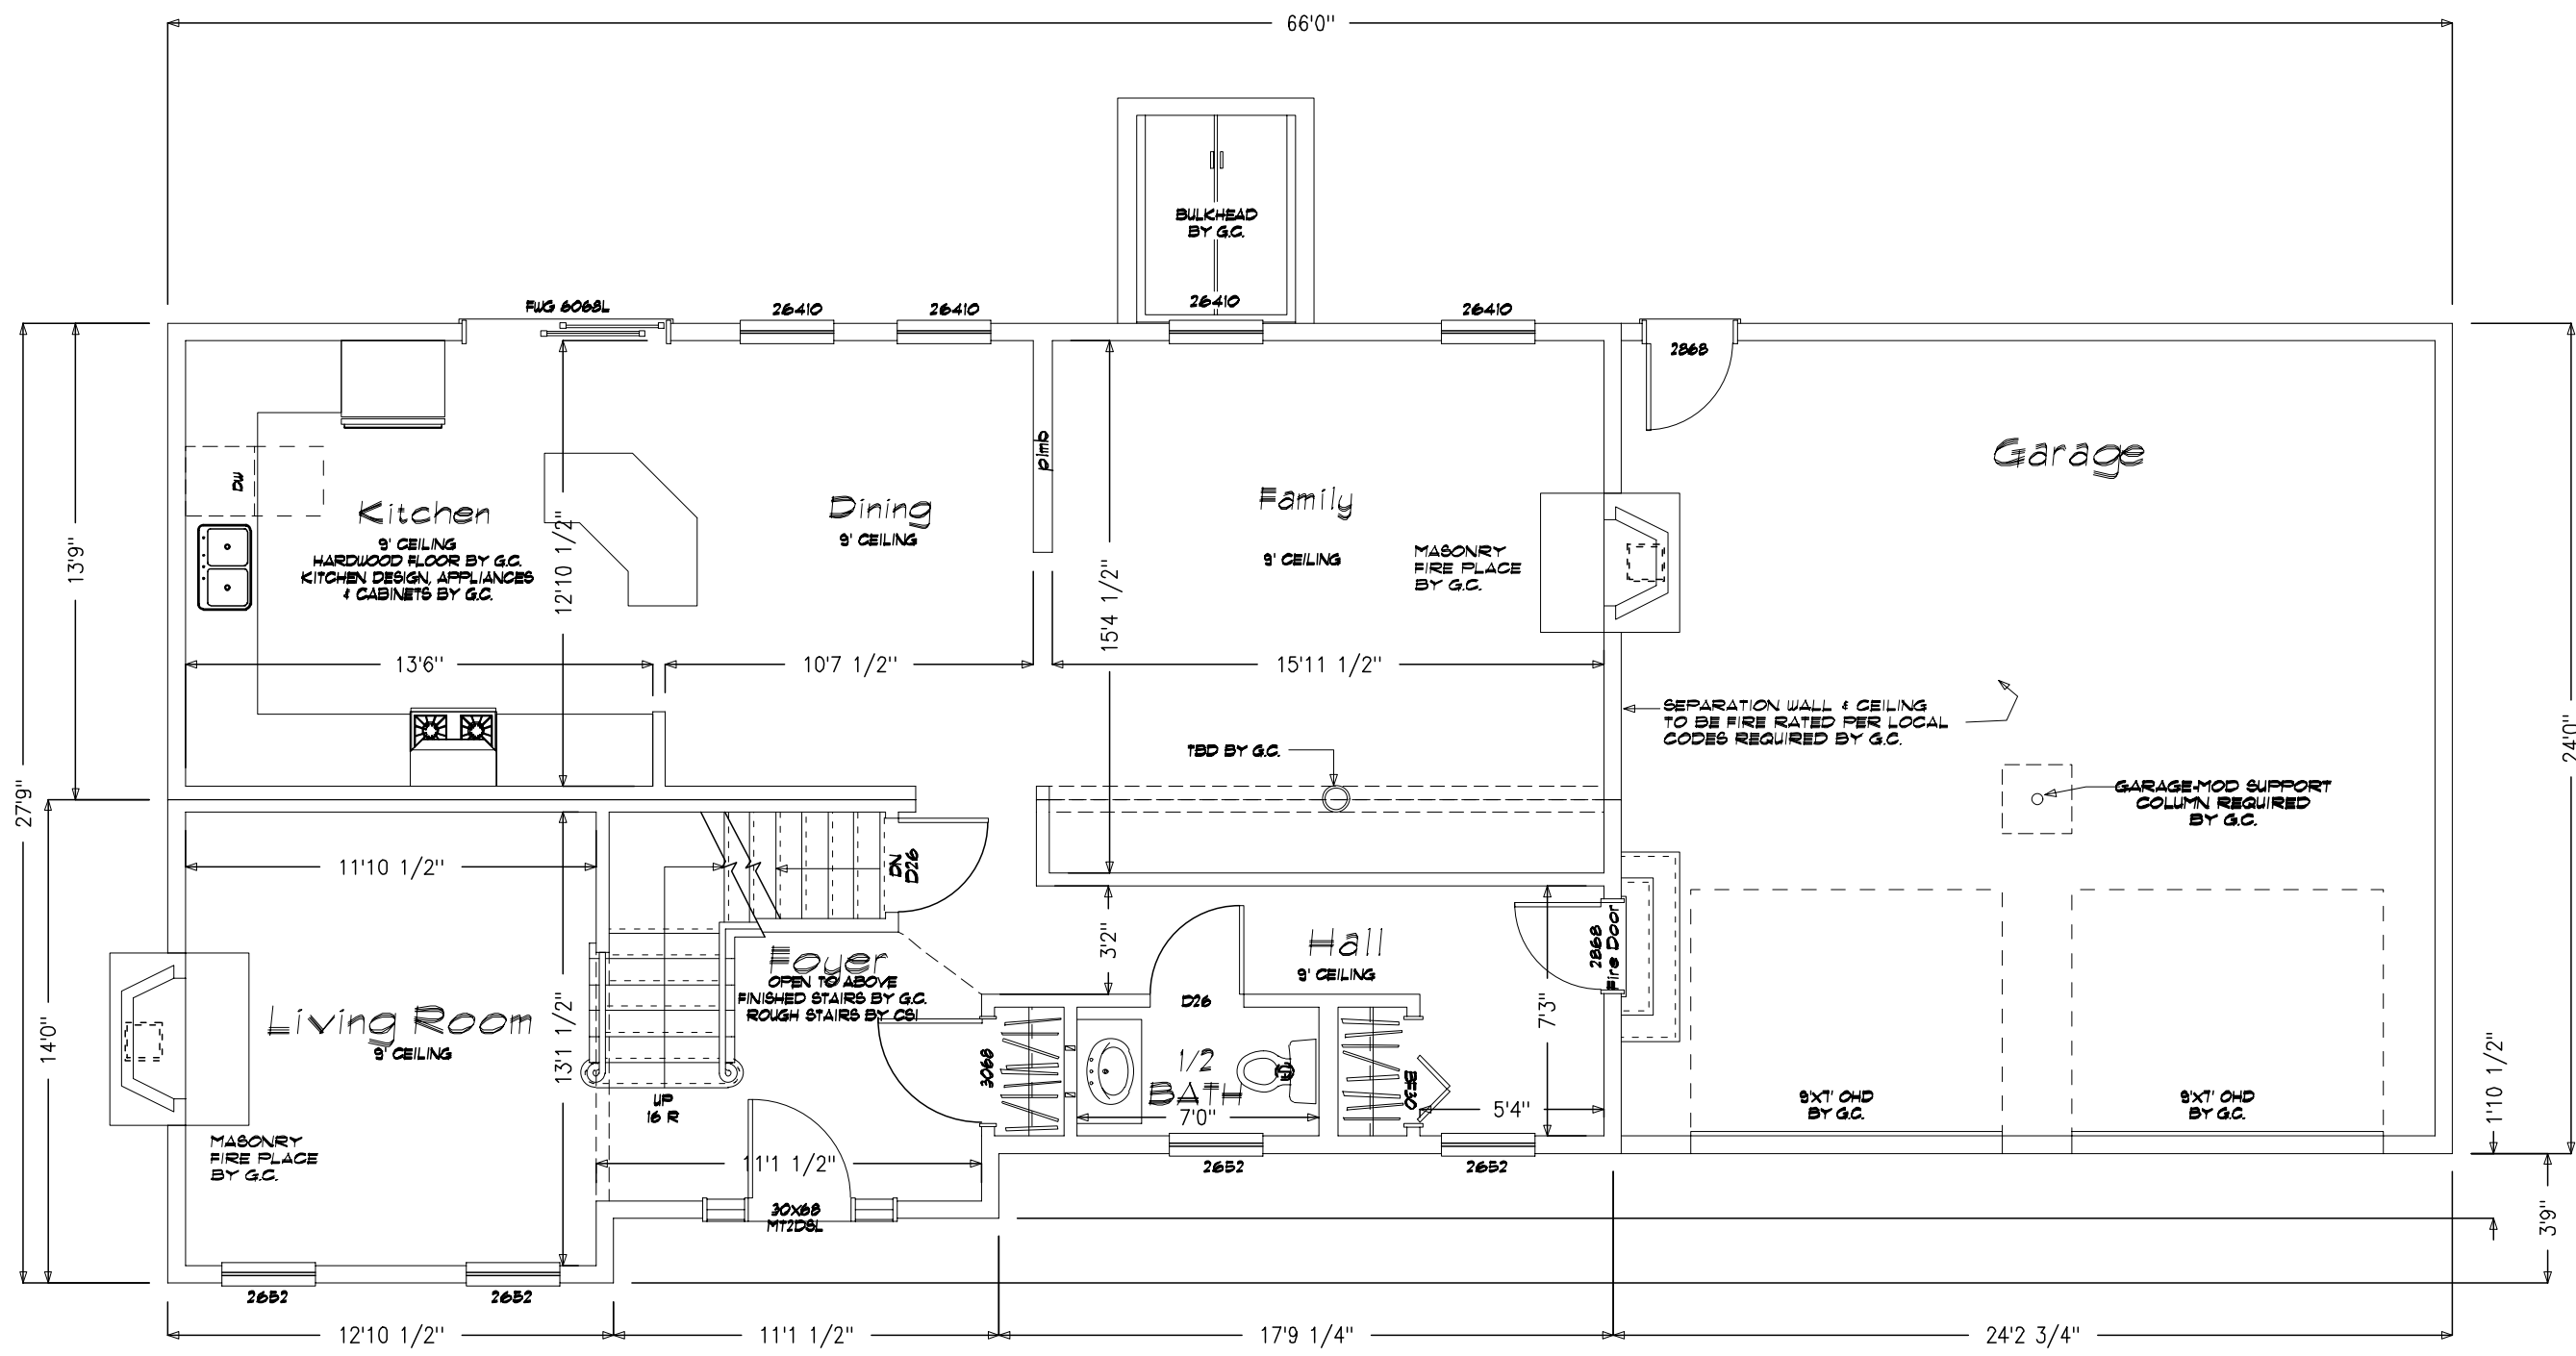 66'0"
BULKHEAD
BY G.C.
FWG 6068L
26410
26410
26410
26410
2868
Garage
plmb
DW
Kitchen
9' CEILING
HARDWOOD FLOOR BY G.C.
KITCHEN DESIGN, APPLIANCES
& CABINETS BY G.C.
Dining
9' CEILING
Family
9' CEILING
MASONRY
FIRE PLACE
BY G.C.
13'9"
12'10 1/2"
15'4 1/2"
13'6"
10'7 1/2"
15'11 1/2"
SEPARATION WALL & CEILING
TO BE FIRE RATED PER LOCAL
CODES REQUIRED BY G.C.
TBD BY G.C.
GARAGE-MOD SUPPORT
COLUMN REQUIRED
BY G.C.
27'9"
24'0"
11'10 1/2"
DN
D26
Foyer
OPEN TO ABOVE
FINISHED STAIRS BY G.C.
ROUGH STAIRS BY CSI
3'2"
Hall
9' CEILING
2868
Fire Door
Living Room
9' CEILING
14'0"
13'1 1/2"
3068
D26
1/2
BATH
7'0"
7'3"
BF30
5'4"
9'X7' OHD
BY G.C.
9'X7' OHD
BY G.C.
1'10 1/2"
UP
16 R
MASONRY
FIRE PLACE
BY G.C.
11'1 1/2"
2652
2652
30X68
MT2DSL
3'9"
2652
2652
12'10 1/2"
11'1 1/2"
17'9 1/4"
24'2 3/4"